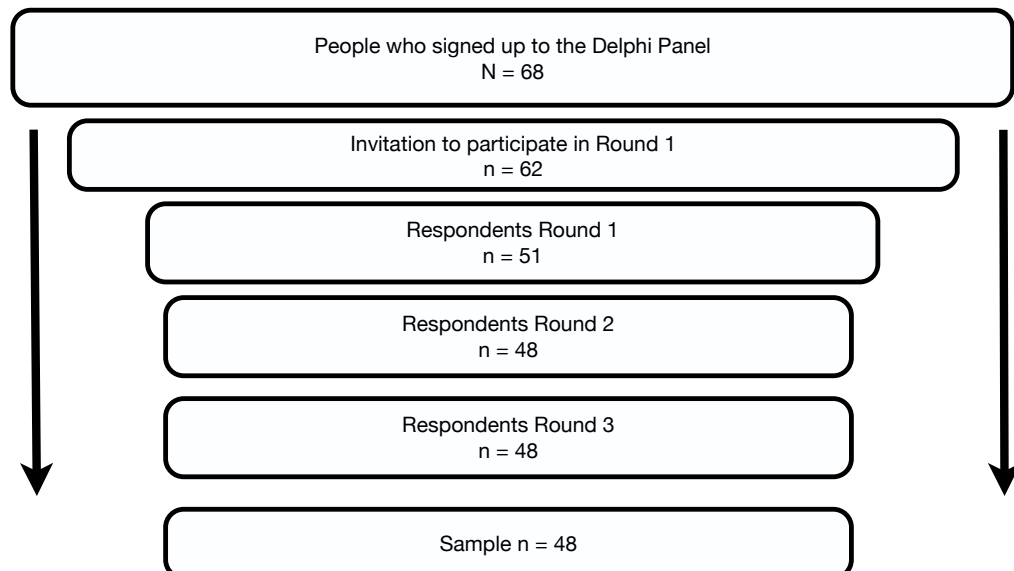 People who signed up to the Delphi Panel
N = 68
Invitation to participate in Round 1
n = 62
Respondents Round 1
n = 51
Respondents Round 2
n = 48
Respondents Round 3
n = 48
Sample n = 48